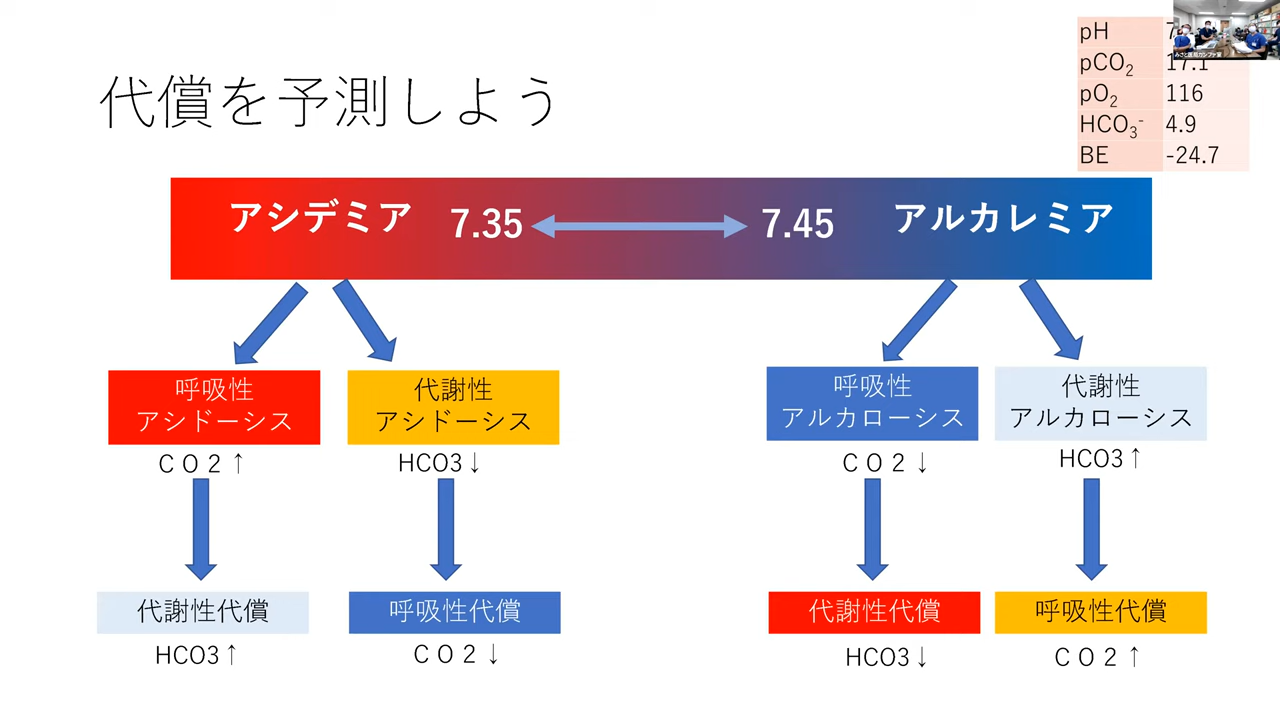 代償を予測しよう
pH 7.
pCO₂ 17.1
pO₂ 116
HCO₃⁻ 4.9
BE -24.7
アシデミア 7.35 7.45 アルカレミア
呼吸性
アシドーシス
ＣＯ２↑
代謝性
アシドーシス
HCO3↓
呼吸性
アルカローシス
ＣＯ２↓
代謝性
アルカローシス
HCO3↑
代謝性代償
HCO3↑
呼吸性代償
ＣＯ２↓
代謝性代償
HCO3↓
呼吸性代償
ＣＯ２↑